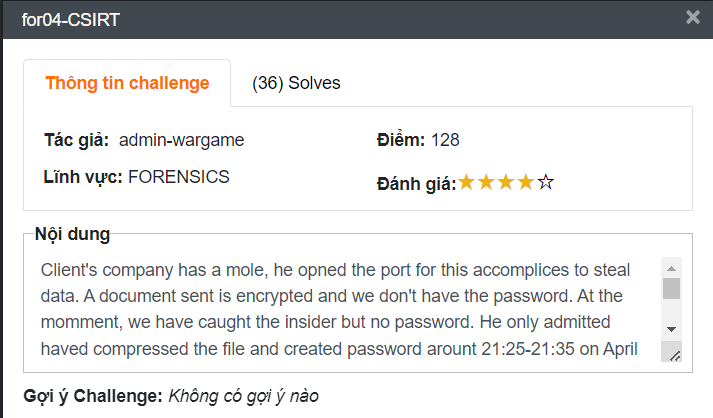 for04-CSIRT
Thông tin challenge
(36) Solves
Tác giả: admin-wargame
Điểm: 128
Lĩnh vực: FORENSICS
Đánh giá:
Nội dung
Client's company has a mole, he opned the port for this accomplices to steal
data. A document sent is encrypted and we don't have the password. At the
momment, we have caught the insider but no password. He only admitted
haved compressed the file and created password arount 21:25-21:35 on April
Gợi ý Challenge: Không có gợi ý nào